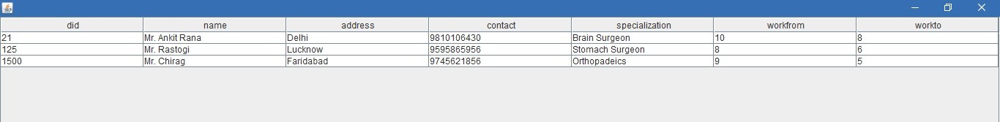 did name address contact specialization workfrom workto
21 Mr. Ankit Rana Delhi 9810106430 Brain Surgeon 10 8
125 Mr. Rastogi Lucknow 9595865956 Stomach Surgeon 8 6
1500 Mr. Chirag Faridabad 9745621856 Orthopadeics 9 5